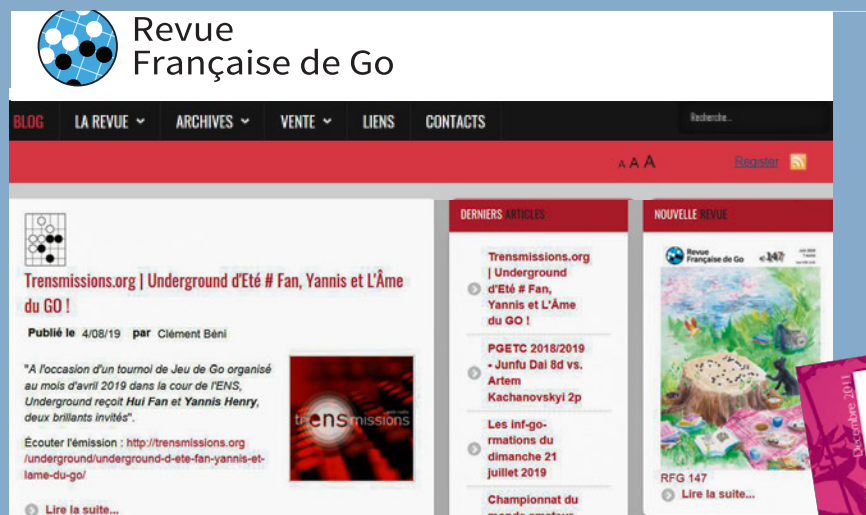 Revue
Française de Go
BLOG LA REVUE ARCHIVES VENTE LIENS CONTACTS
Recherche...
A A A
Register
Trensmissions.org | Underground d'Eté # Fan, Yannis et L'Âme
du GO !
Publié le 4/08/19 par Clément Béni
"A l'occasion d'un tournoi de Jeu de Go organisé
au mois d'avril 2019 dans la cour de l'ENS,
Underground reçoit Hui Fan et Yannis Henry,
deux brillants invités".
Écouter l'émission : http://trensmissions.org
/underground/underground-d-ete-fan-yannis-et-
lame-du-go/
Lire la suite...
trensmissions
DERNIERS ARTICLES
Trensmissions.org
| Underground
d'Eté # Fan,
Yannis et L'Âme
du GO !
PGETC 2018/2019
- Junfu Dai 8d vs.
Artem
Kachanovskyi 2p
Les inf-go-
rmations du
dimanche 21
juillet 2019
Championnat du
monde amateur
NOUVELLE REVUE
Revue
Française de Go
n°147
RFG 147
Lire la suite...
Décembre 2011